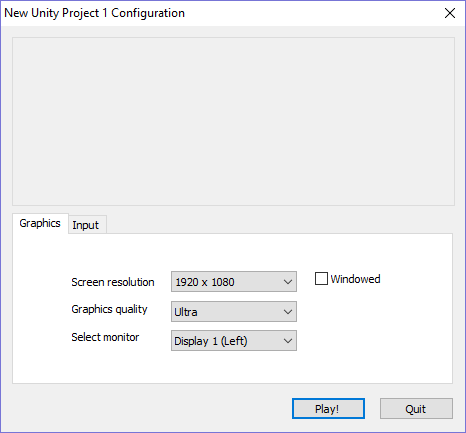 New Unity Project 1 Configuration
Graphics
Input
Screen resolution 1920 x 1080 Windowed
Graphics quality Ultra
Select monitor Display 1 (Left)
Play! Quit